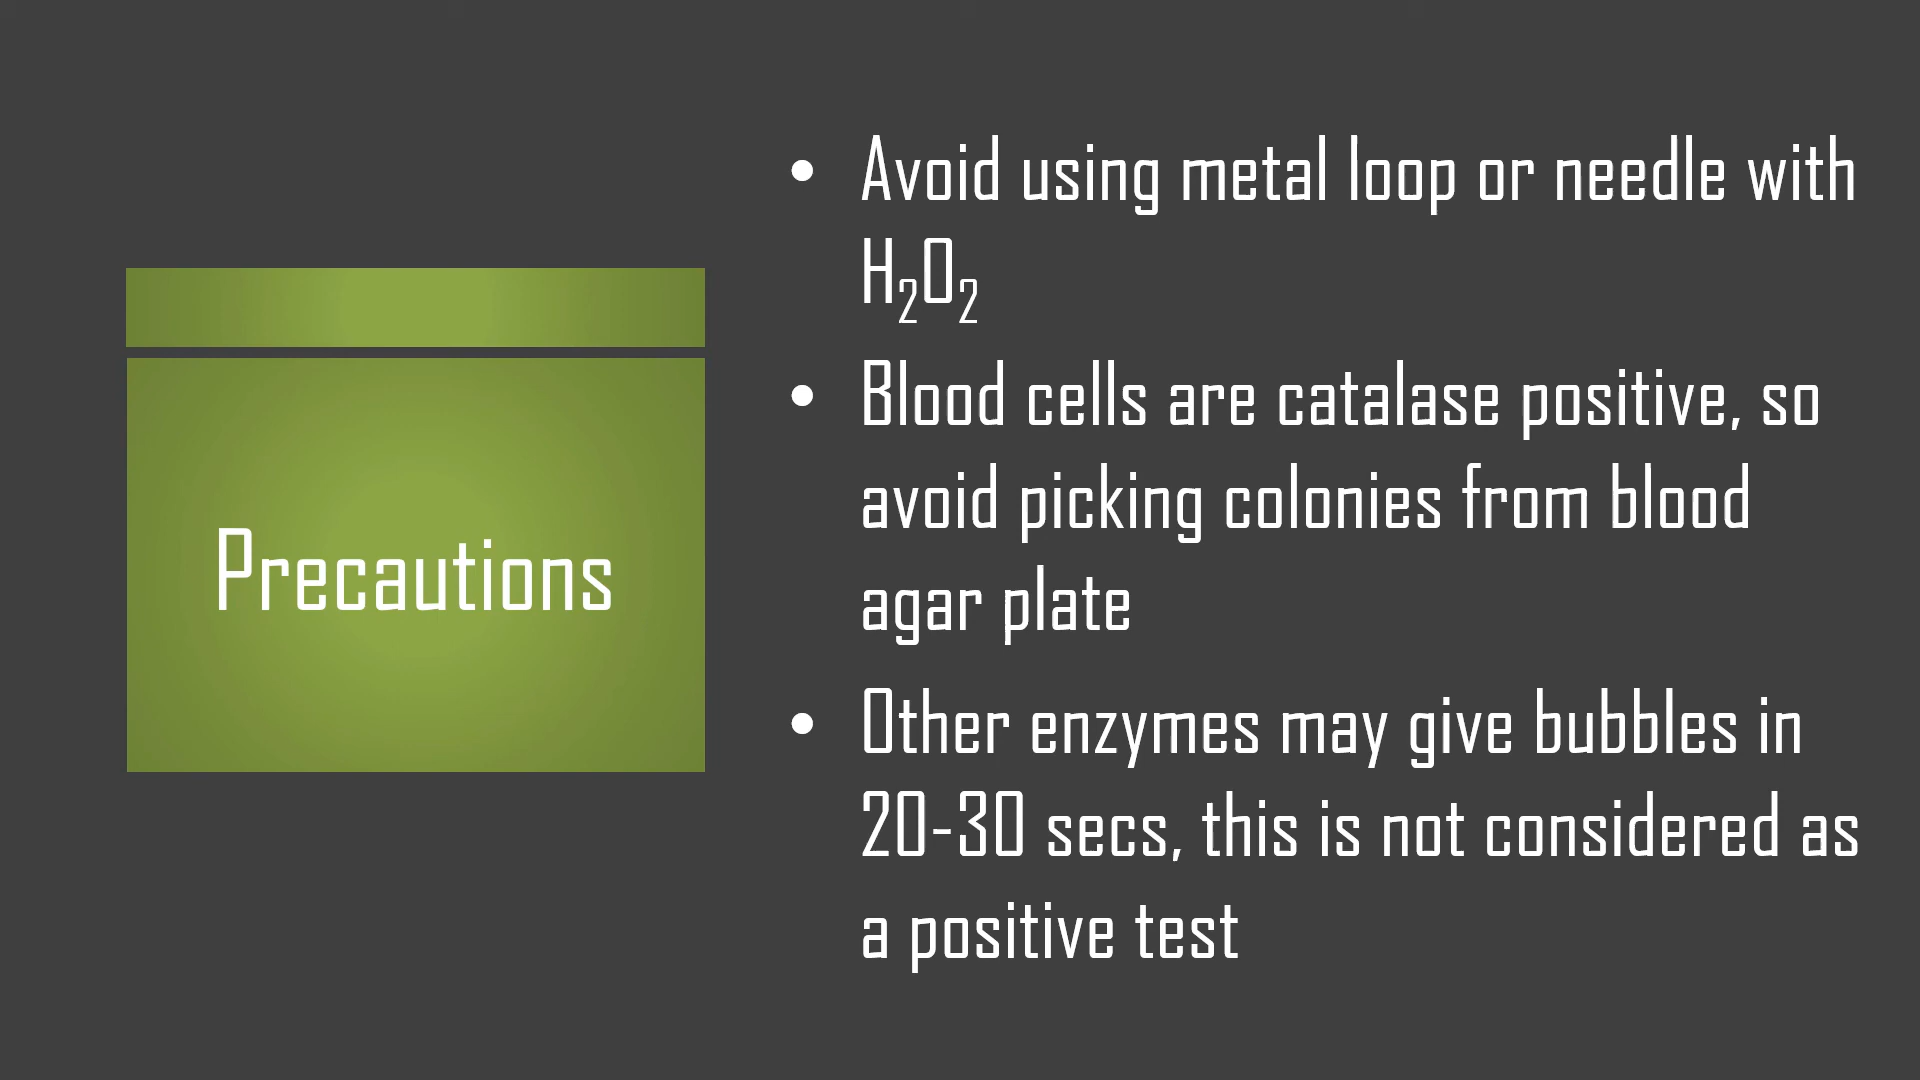 Precautions
• Avoid using metal loop or needle with
H₂O₂
• Blood cells are catalase positive, so
avoid picking colonies from blood
agar plate
• Other enzymes may give bubbles in
20-30 secs, this is not considered as
a positive test